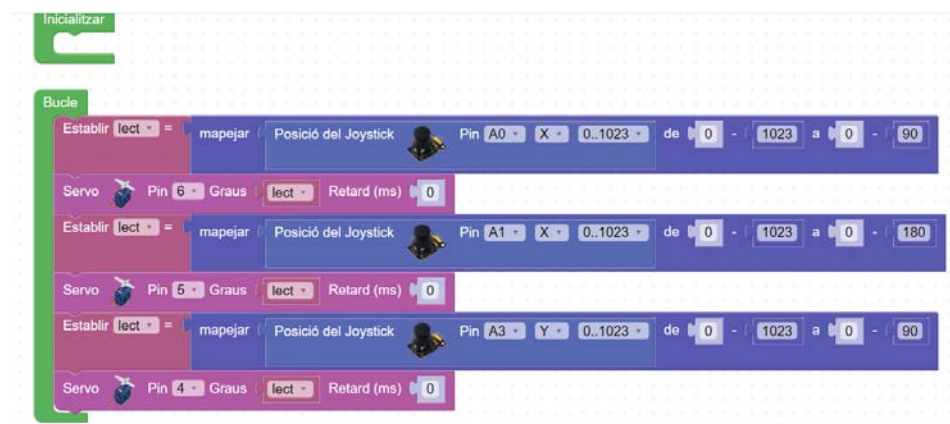 Inicialitzar
Bucle
Establir lect = mapejar Posició del Joystick Pin A0 X 0..1023 de 0 - 1023 a 0 - 90
Servo Pin 6 Graus lect Retard (ms) 0
Establir lect = mapejar Posició del Joystick Pin A1 X 0..1023 de 0 - 1023 a 0 - 180
Servo Pin 5 Graus lect Retard (ms) 0
Establir lect = mapejar Posició del Joystick Pin A3 Y 0..1023 de 0 - 1023 a 0 - 90
Servo Pin 4 Graus lect Retard (ms) 0